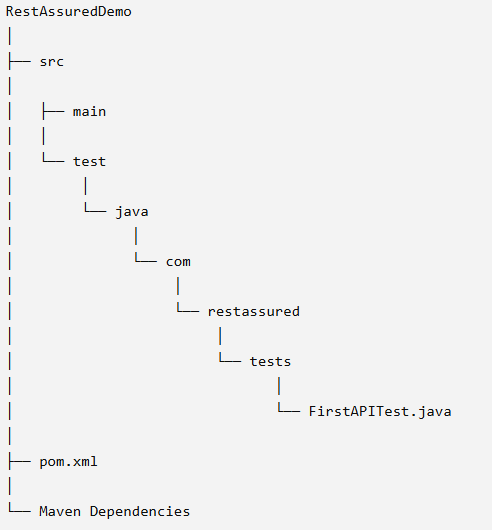 RestAssuredDemo
│
├── src
│
│   ├── main
│   │
│   └── test
│        │
│        └── java
│              │
│              └── com
│                   │
│                   └── restassured
│                        │
│                        └── tests
│                               │
│                               └── FirstAPITest.java
│
├── pom.xml
│
└── Maven Dependencies